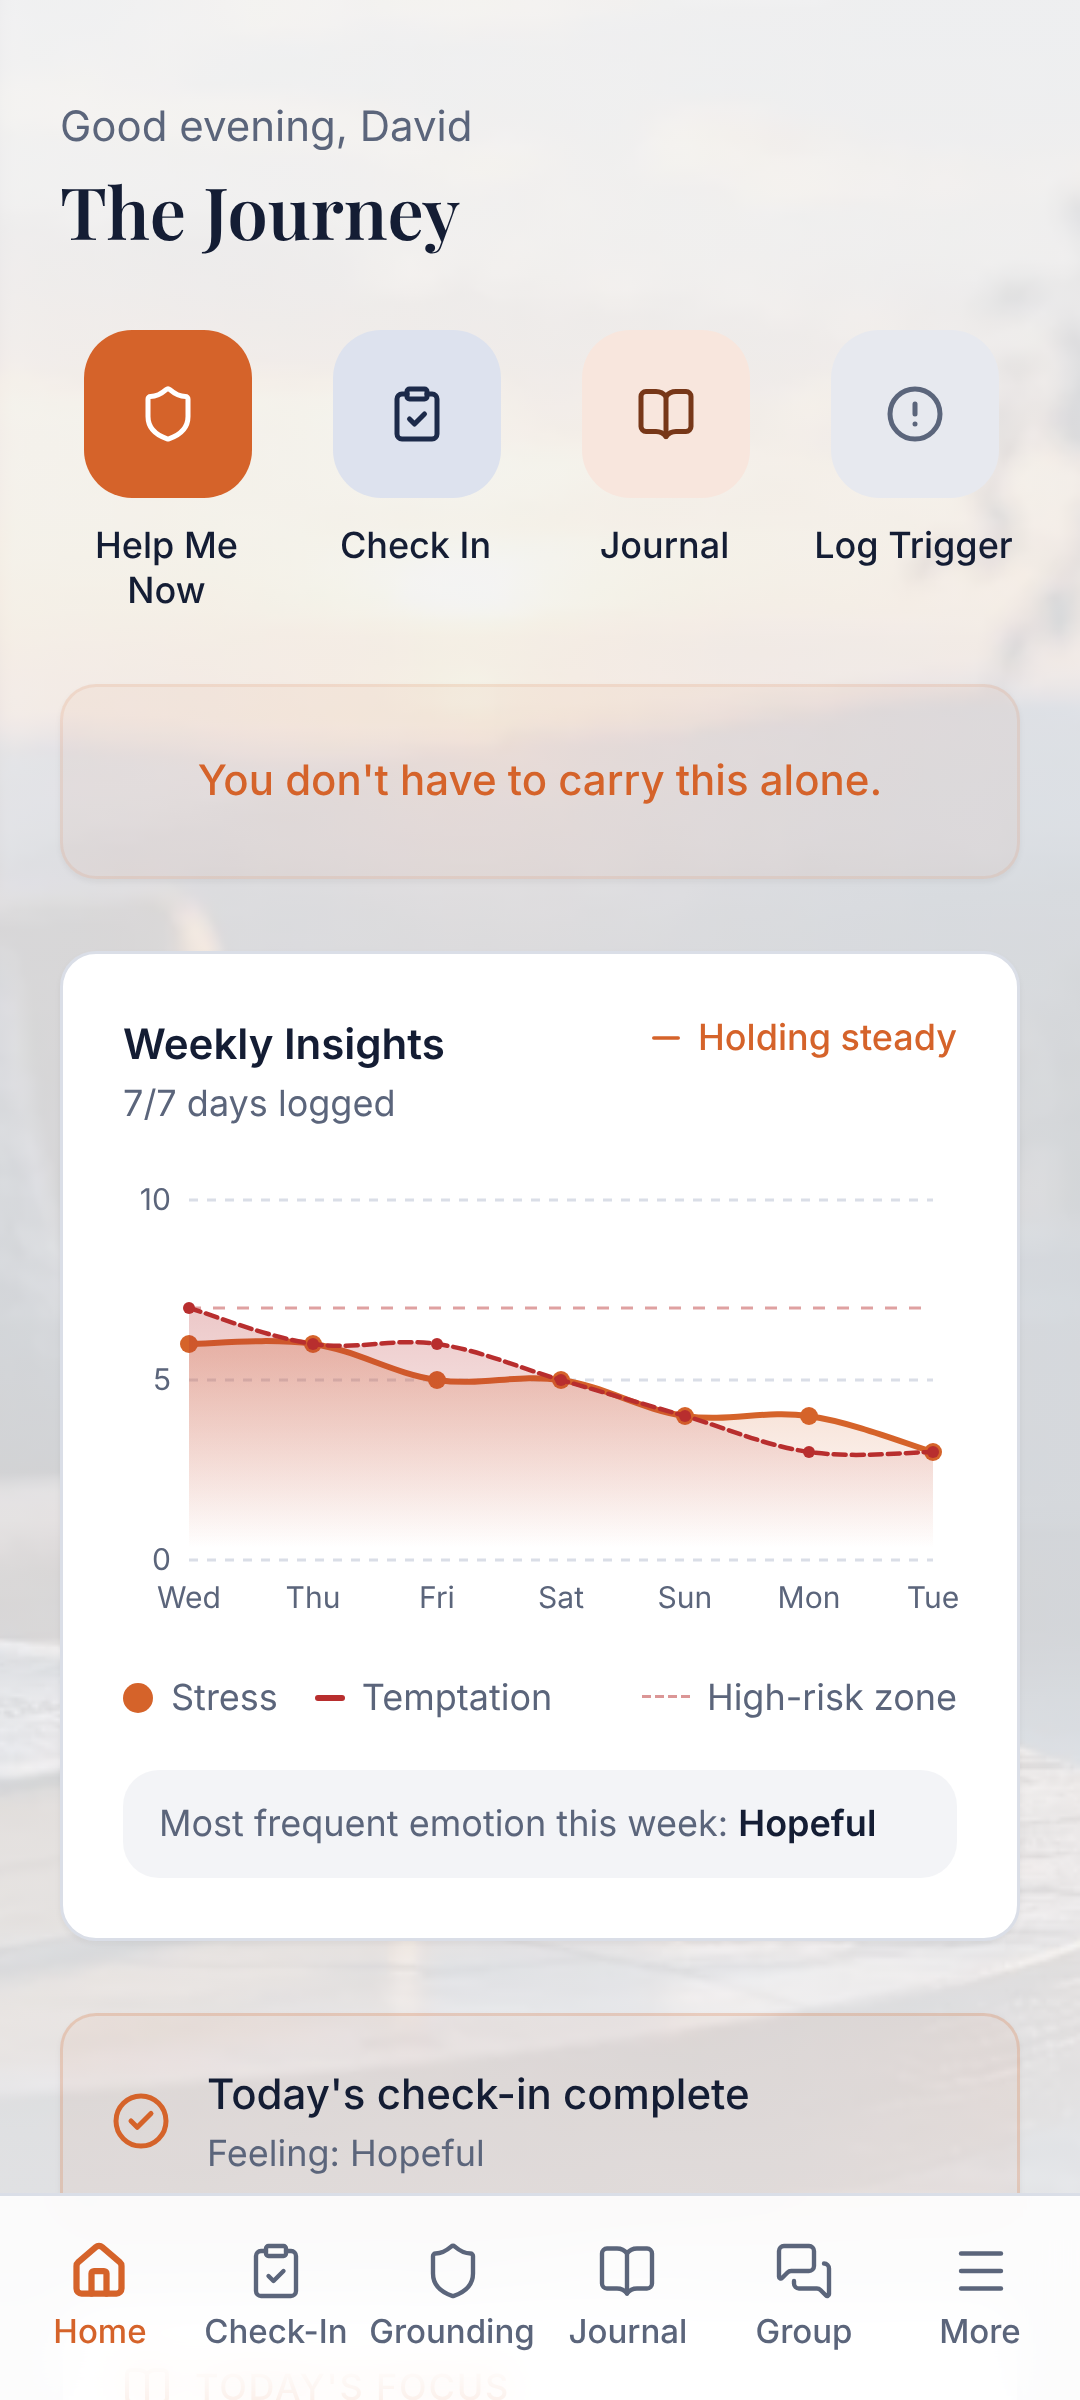 Good evening, David
The Journey
Help Me
Now
Check In
Journal
Log Trigger
You don't have to carry this alone.
Weekly Insights
Holding steady
7/7 days logged
10
5
0
Wed
Thu
Fri
Sat
Sun
Mon
Tue
Stress
Temptation
High-risk zone
Most frequent emotion this week: Hopeful
Today's check-in complete
Feeling: Hopeful
Home
Check-In
Grounding
Journal
Group
More
TODAY'S FOCUS